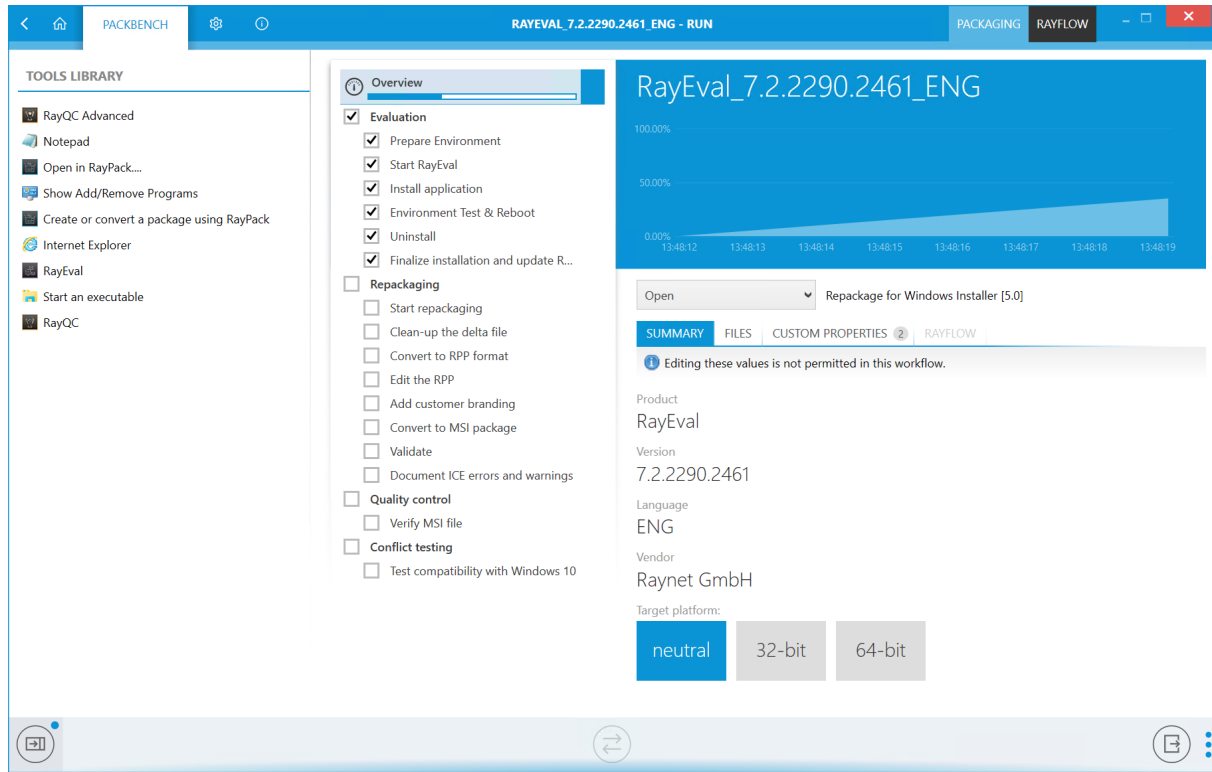 PACKBENCH
RAYEVAL_7.2.2290.2461_ENG - RUN
PACKAGING
RAYFLOW
TOOLS LIBRARY
RayQC Advanced
Notepad
Open in RayPack....
Show Add/Remove Programs
Create or convert a package using RayPack
Internet Explorer
RayEval
Start an executable
RayQC
Overview
Evaluation
Prepare Environment
Start RayEval
Install application
Environment Test & Reboot
Uninstall
Finalize installation and update R...
Repackaging
Start repackaging
Clean-up the delta file
Convert to RPP format
Edit the RPP
Add customer branding
Convert to MSI package
Validate
Document ICE errors and warnings
Quality control
Verify MSI file
Conflict testing
Test compatibility with Windows 10
RayEval_7.2.2290.2461_ENG
100.00%
50.00%
0.00%
13:48:12 13:48:13 13:48:14 13:48:15 13:48:16 13:48:17 13:48:18 13:48:19
Open Repackage for Windows Installer [5.0]
SUMMARY FILES CUSTOM PROPERTIES 2 RAYFLOW
Editing these values is not permitted in this workflow.
Product
RayEval
Version
7.2.2290.2461
Language
ENG
Vendor
Raynet GmbH
Target platform:
neutral 32-bit 64-bit